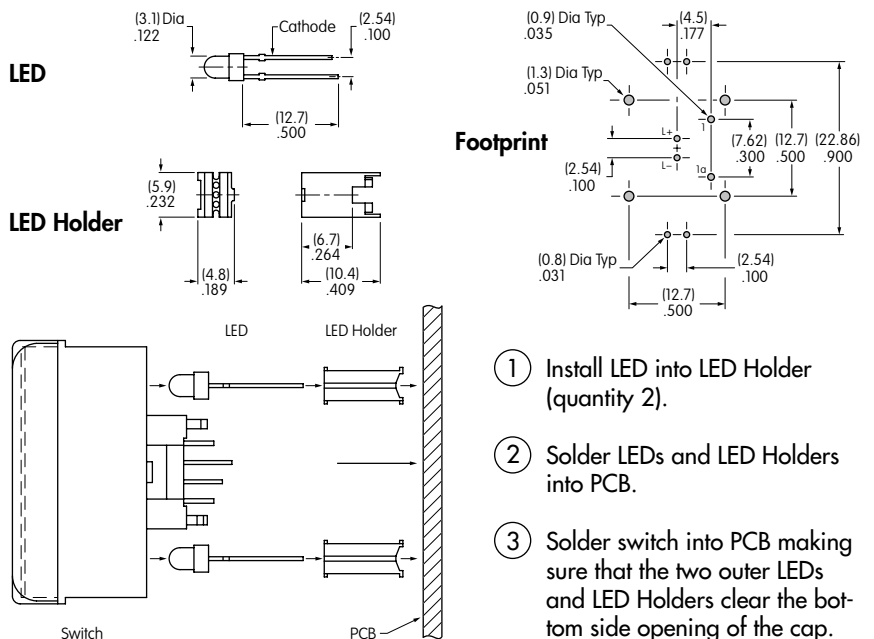 LED
(3.1) Dia
.122
Cathode
(2.54)
.100
(12.7)
.500
LED Holder
(5.9)
.232
(4.8)
.189
(6.7)
.264
(10.4)
.409
Footprint
(0.9) Dia Typ
.035
(4.5)
.177
(1.3) Dia Typ
.051
L+
L–
1
1a
(2.54)
.100
(7.62)
.300
(12.7)
.500
(22.86)
.900
(0.8) Dia Typ
.031
(2.54)
.100
(12.7)
.500
LED
LED Holder
Switch
PCB
1 Install LED into LED Holder
(quantity 2).
2 Solder LEDs and LED Holders
into PCB.
3 Solder switch into PCB making
sure that the two outer LEDs
and LED Holders clear the bot-
tom side opening of the cap.